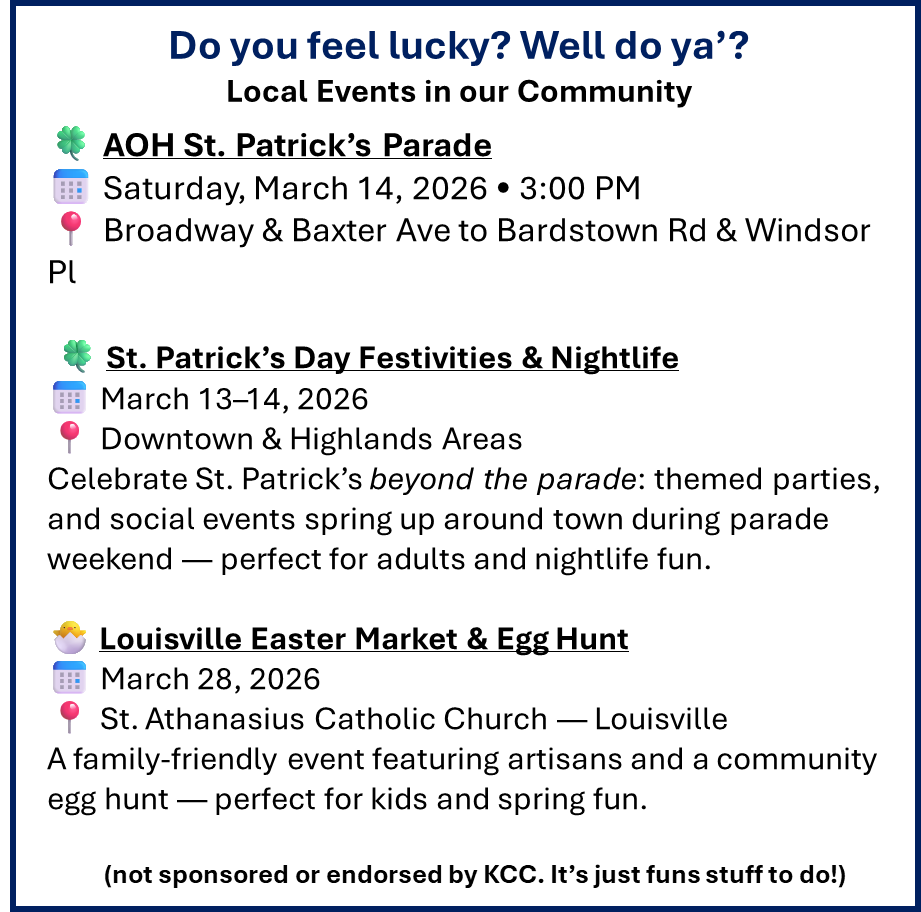 Do you feel lucky? Well do ya’?
Local Events in our Community
🍀 AOH St. Patrick’s Parade
📅 Saturday, March 14, 2026 • 3:00 PM
📍 Broadway & Baxter Ave to Bardstown Rd & Windsor
Pl
🍀 St. Patrick’s Day Festivities & Nightlife
📅 March 13–14, 2026
📍 Downtown & Highlands Areas
Celebrate St. Patrick’s beyond the parade: themed parties,
and social events spring up around town during parade
weekend — perfect for adults and nightlife fun.
🐣 Louisville Easter Market & Egg Hunt
📅 March 28, 2026
📍 St. Athanasius Catholic Church — Louisville
A family-friendly event featuring artisans and a community
egg hunt — perfect for kids and spring fun.
(not sponsored or endorsed by KCC. It’s just funs stuff to do!)